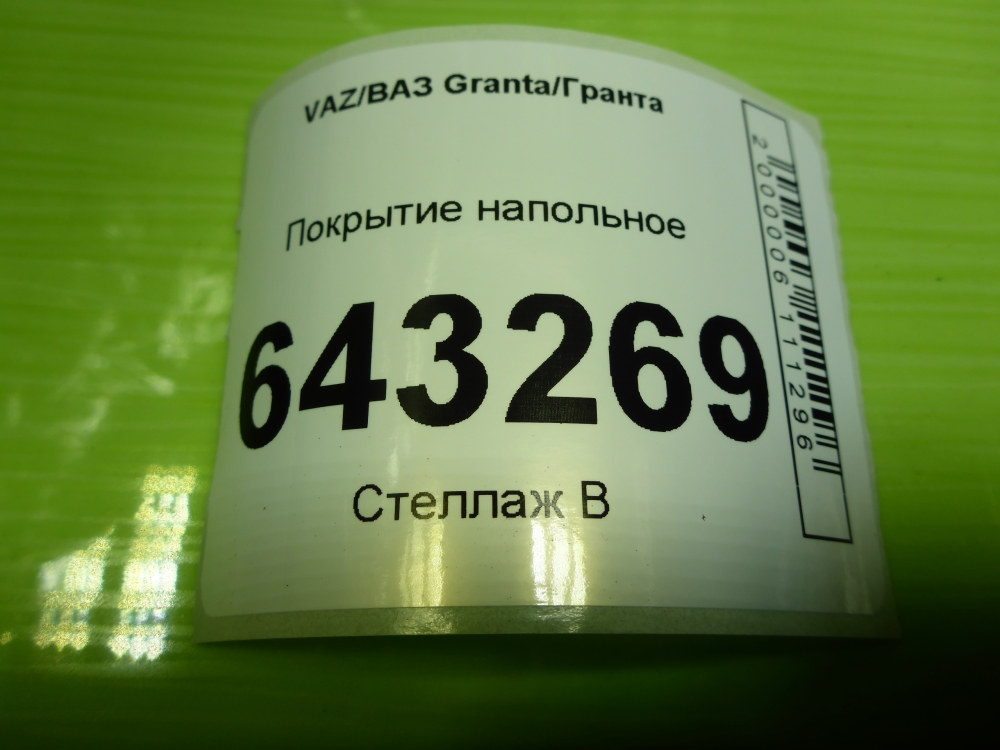 VAZ/ВАЗ Granta/Гранта
Покрытие напольное
643269
Стеллаж В
2000006111296